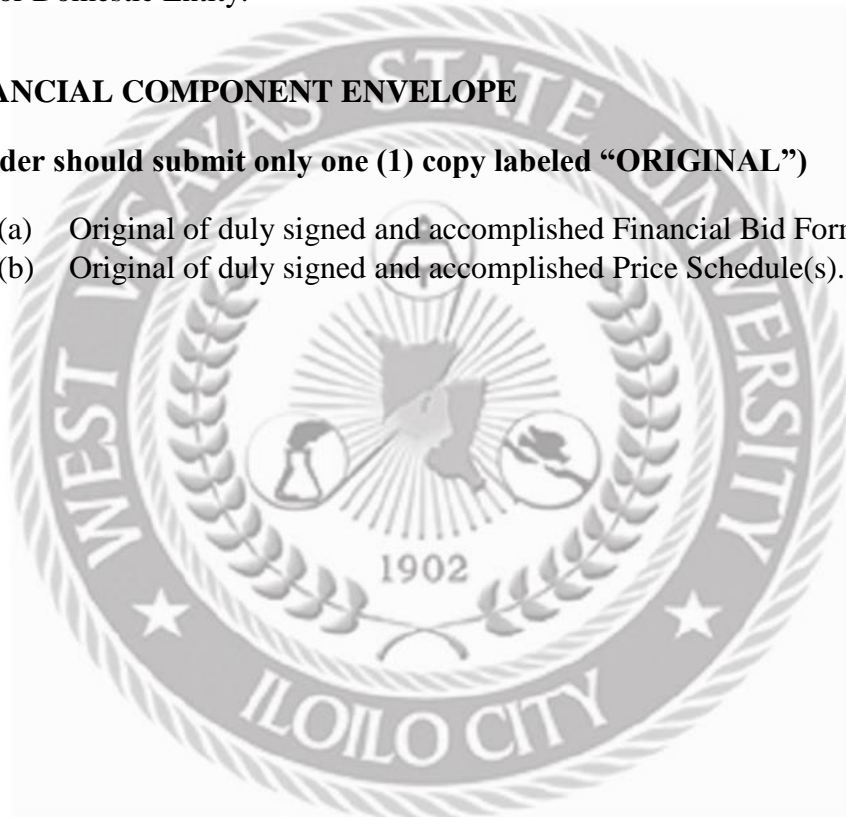 or Domestic Entity.
ANCIAL COMPONENT ENVELOPE
der should submit only one (1) copy labeled “ORIGINAL”)
(a) Original of duly signed and accomplished Financial Bid Form
(b) Original of duly signed and accomplished Price Schedule(s).
WEST VISAYAS STATE UNIVERSITY
1902
ILOILO CITY